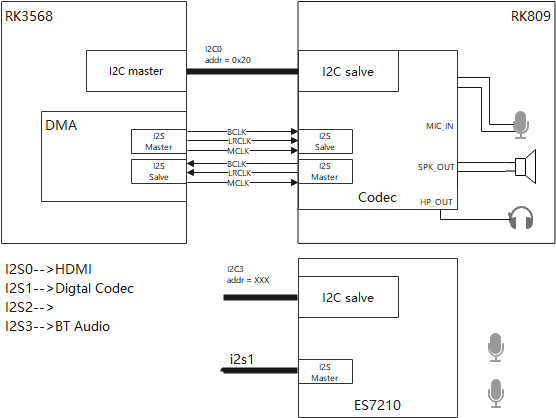 RK3568
RK809
I2C0
addr = 0x20
I2C master
I2C salve
DMA
I2S
Master
BCLK
LRCLK
MCLK
I2S
Salve
MIC_IN
I2S
Salve
BCLK
LRCLK
MCLK
I2S
Master
SPK_OUT
Codec
HP_OUT
I2S0-->HDMI
I2S1-->Digtal Codec
I2S2-->
I2S3-->BT Audio
I2C3
addr = XXX
I2C salve
i2s1
I2S
Master
ES7210